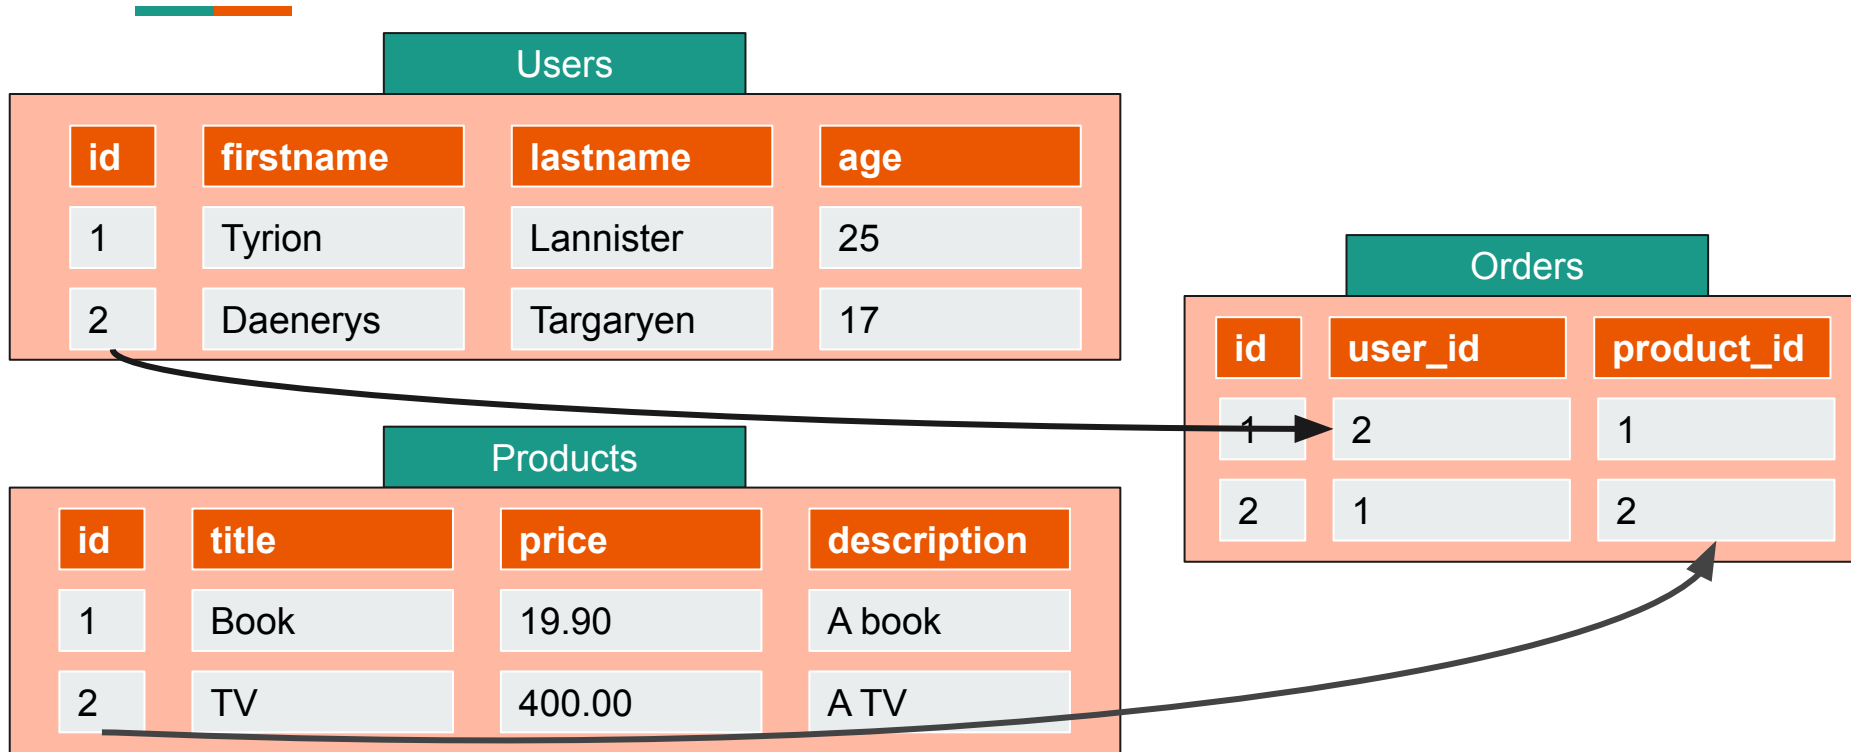 Users
id firstname lastname age
1 Tyrion Lannister 25
2 Daenerys Targaryen 17
Products
id title price description
1 Book 19.90 A book
2 TV 400.00 A TV
Orders
id user_id product_id
1 2 1
2 1 2